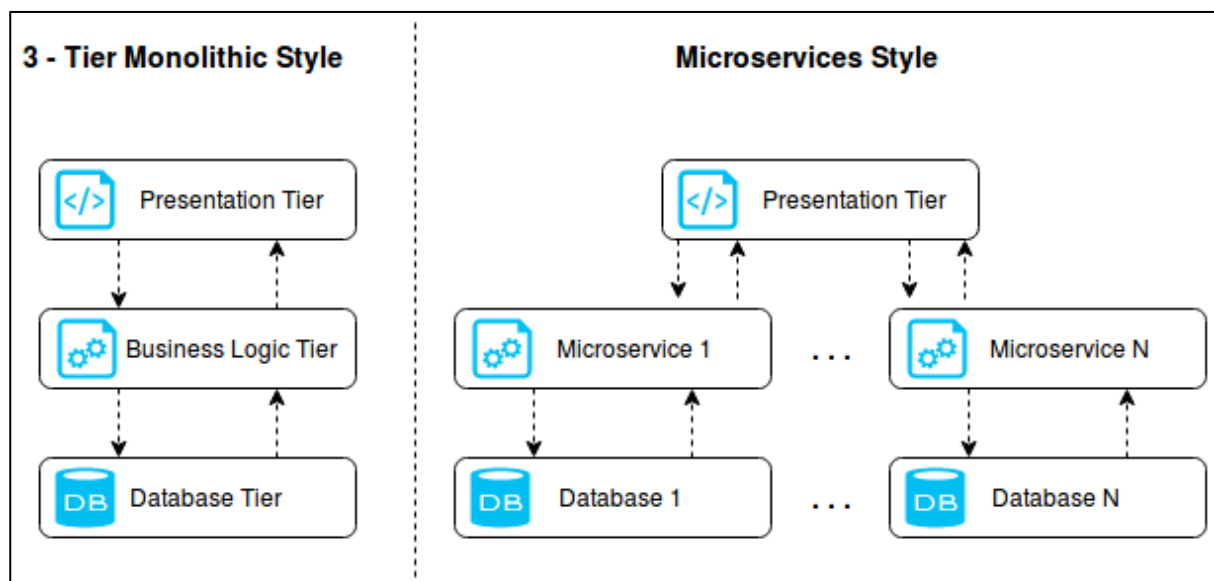 3 - Tier Monolithic Style
Microservices Style
</> Presentation Tier
</> Presentation Tier
Business Logic Tier
Microservice 1
. . .
Microservice N
DB Database Tier
DB Database 1
. . .
DB Database N